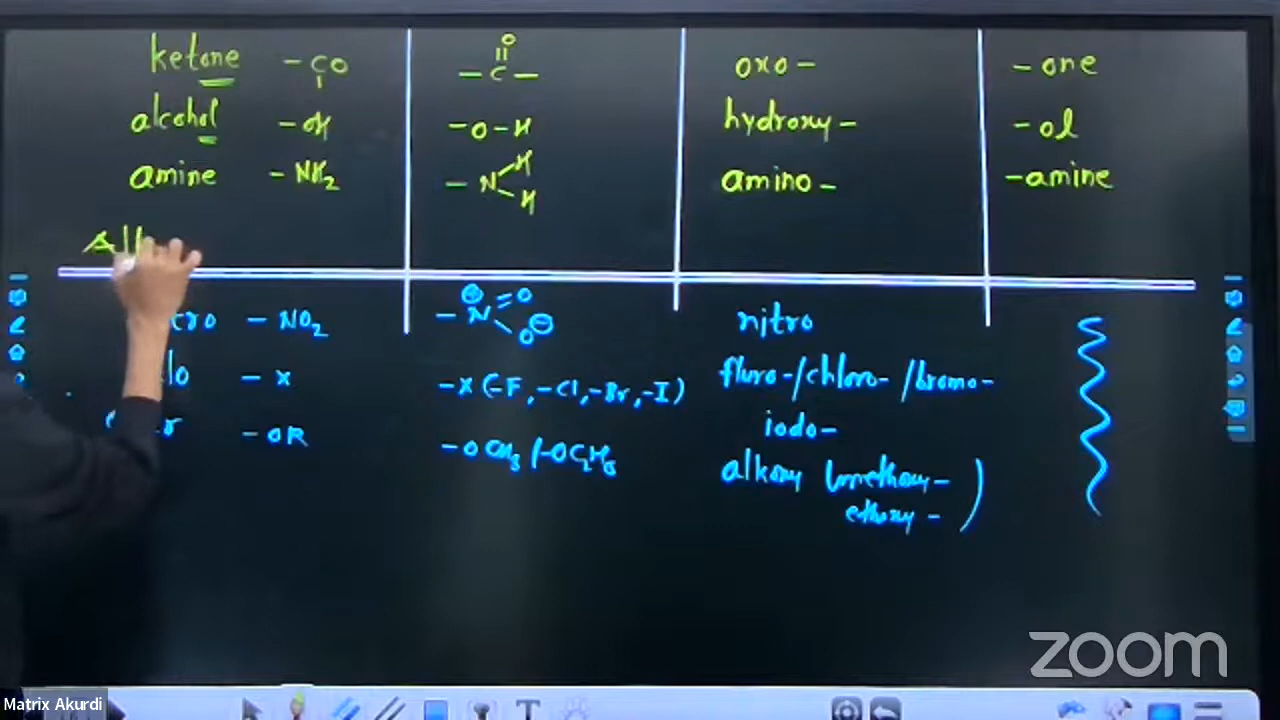 ketone -CO -C- O oxo- -one
alcohol -OH -O-H hydroxy- -ol
amine -NH2 -N H H amino- -amine
-NO2 -N O O nitro
-X -X (-F, -Cl, -Br, -I) fluro-/chloro-/bromo-
iodo-
-OR -OCH3/-OC2H5 alkoxy (methoxy-
ethoxy-)
zoom
Matrix Akurdi
T